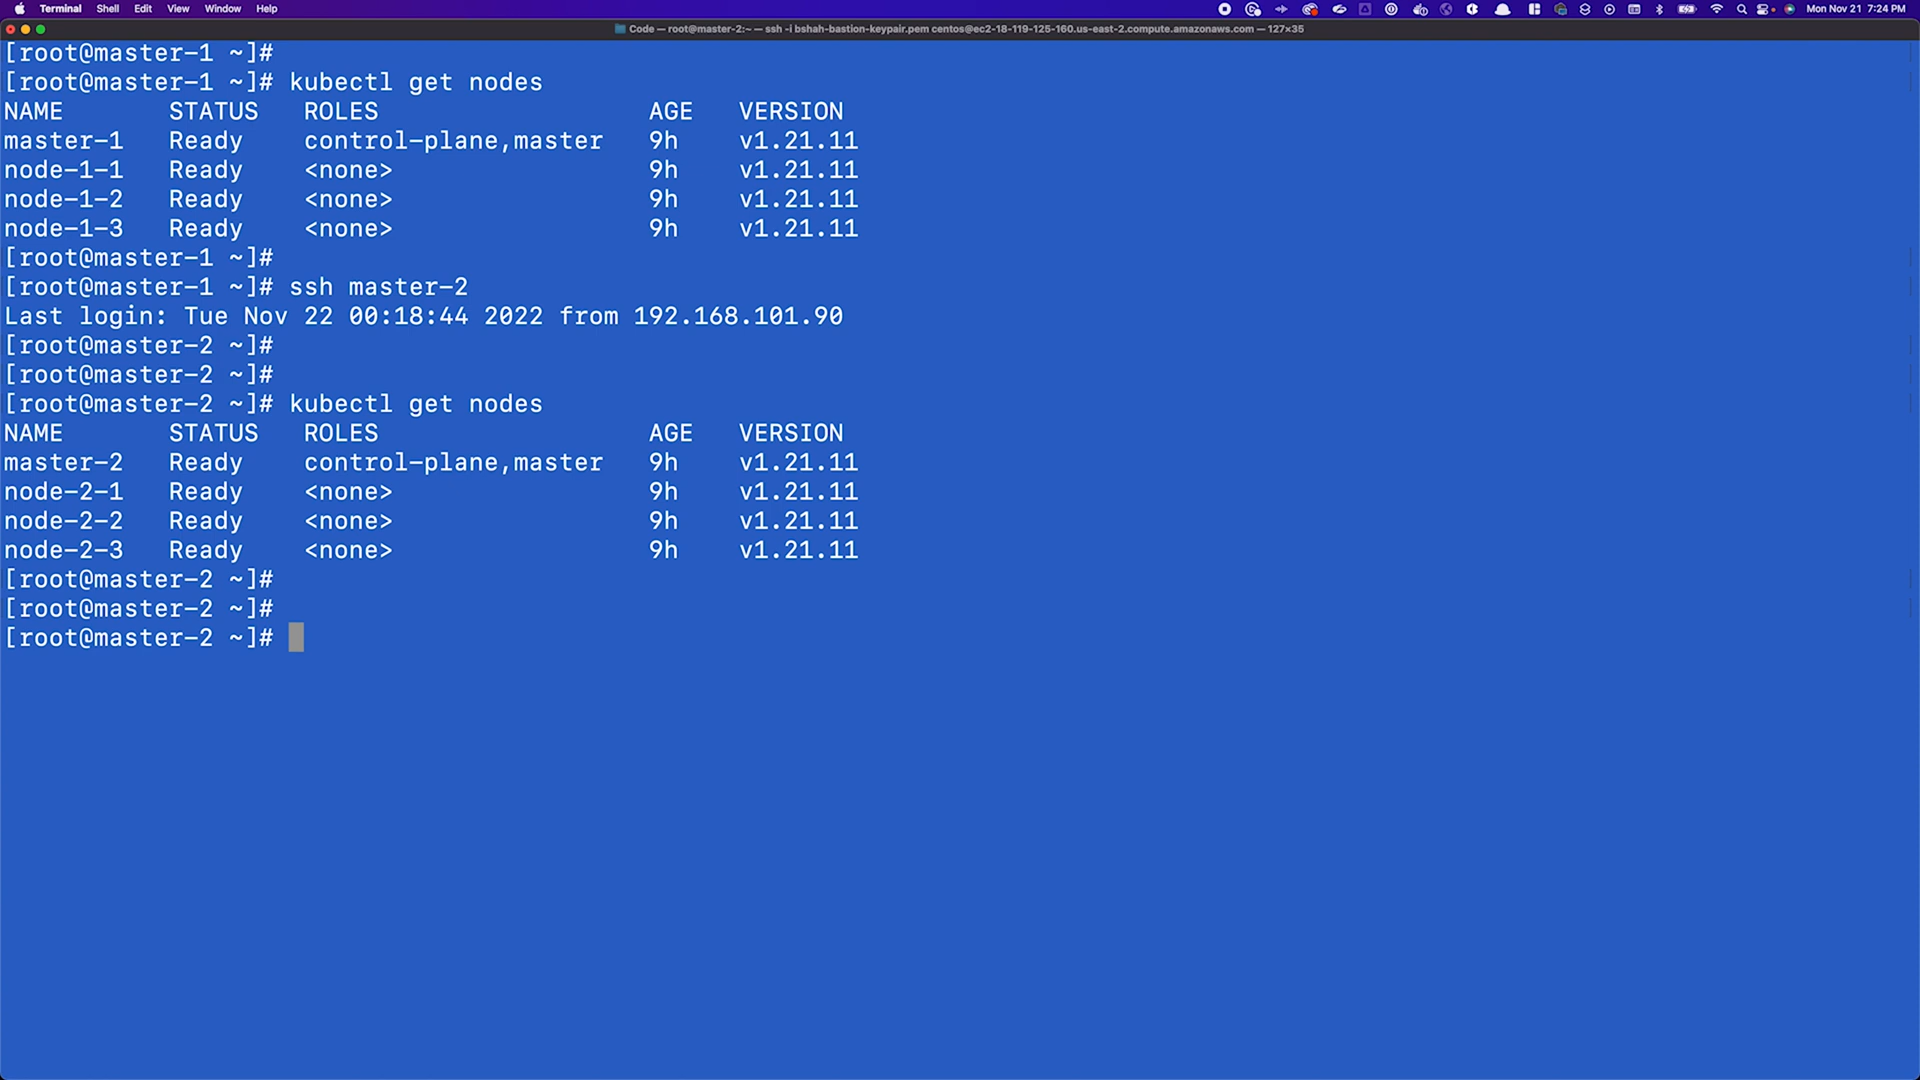 Terminal Shell Edit View Window Help Mon Nov 21 7:24 PM
Code — root@master-2:~ — ssh -i bshah-bastion-keypair.pem centos@ec2-18-119-125-160.us-east-2.compute.amazonaws.com — 127×35
[root@master-1 ~]#
[root@master-1 ~]# kubectl get nodes
NAME STATUS ROLES AGE VERSION
master-1 Ready control-plane,master 9h v1.21.11
node-1-1 Ready <none> 9h v1.21.11
node-1-2 Ready <none> 9h v1.21.11
node-1-3 Ready <none> 9h v1.21.11
[root@master-1 ~]#
[root@master-1 ~]# ssh master-2
Last login: Tue Nov 22 00:18:44 2022 from 192.168.101.90
[root@master-2 ~]#
[root@master-2 ~]#
[root@master-2 ~]# kubectl get nodes
NAME STATUS ROLES AGE VERSION
master-2 Ready control-plane,master 9h v1.21.11
node-2-1 Ready <none> 9h v1.21.11
node-2-2 Ready <none> 9h v1.21.11
node-2-3 Ready <none> 9h v1.21.11
[root@master-2 ~]#
[root@master-2 ~]#
[root@master-2 ~]#